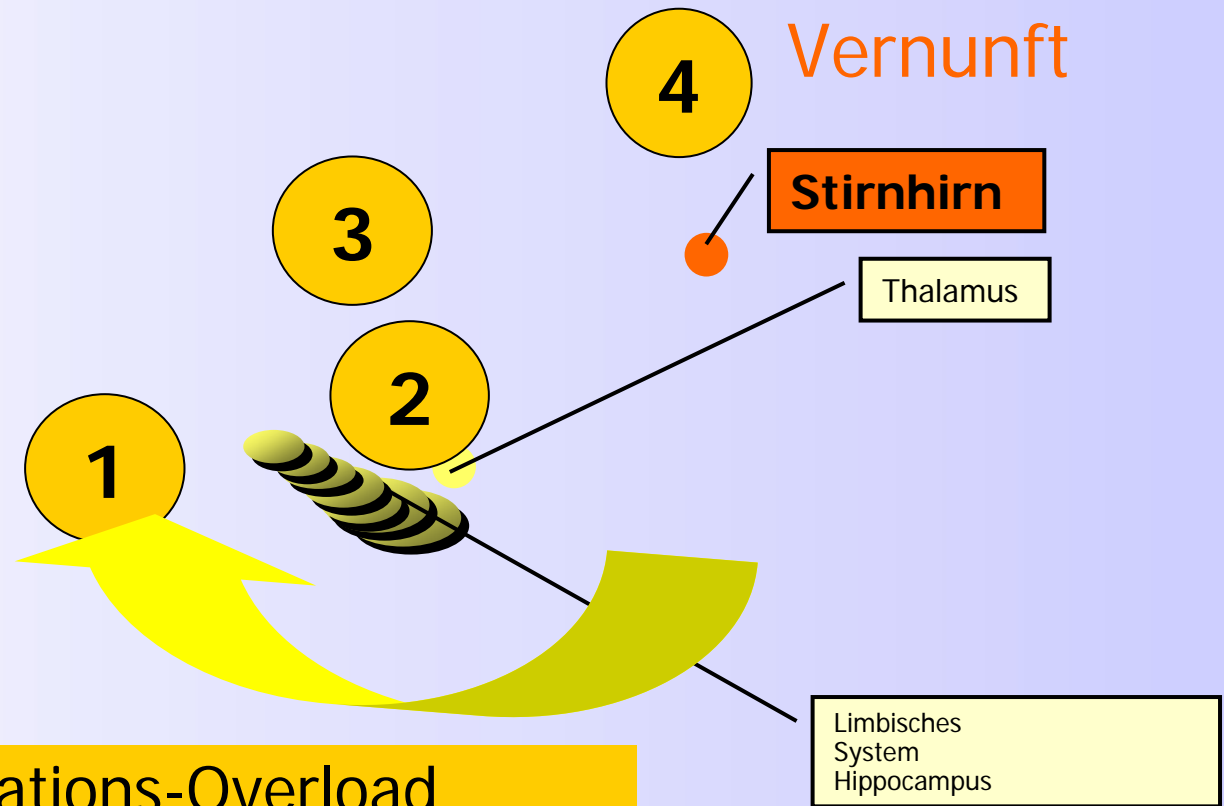 4
Vernunft
Stirnhirn
3
Thalamus
2
1
Limbisches
System
Hippocampus
ations-Overload